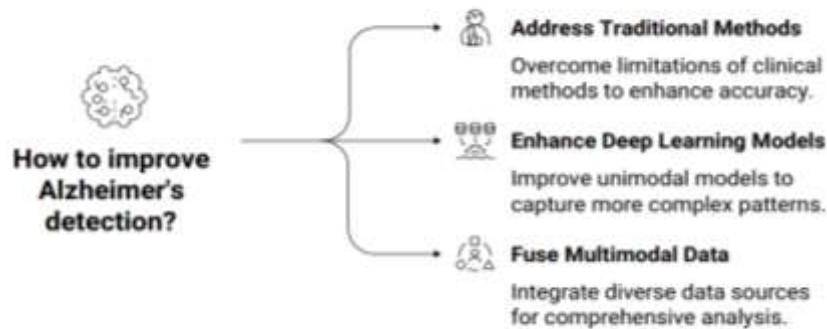 How to improve
Alzheimer's
detection?
Address Traditional Methods
Overcome limitations of clinical
methods to enhance accuracy.
Enhance Deep Learning Models
Improve unimodal models to
capture more complex patterns.
Fuse Multimodal Data
Integrate diverse data sources
for comprehensive analysis.